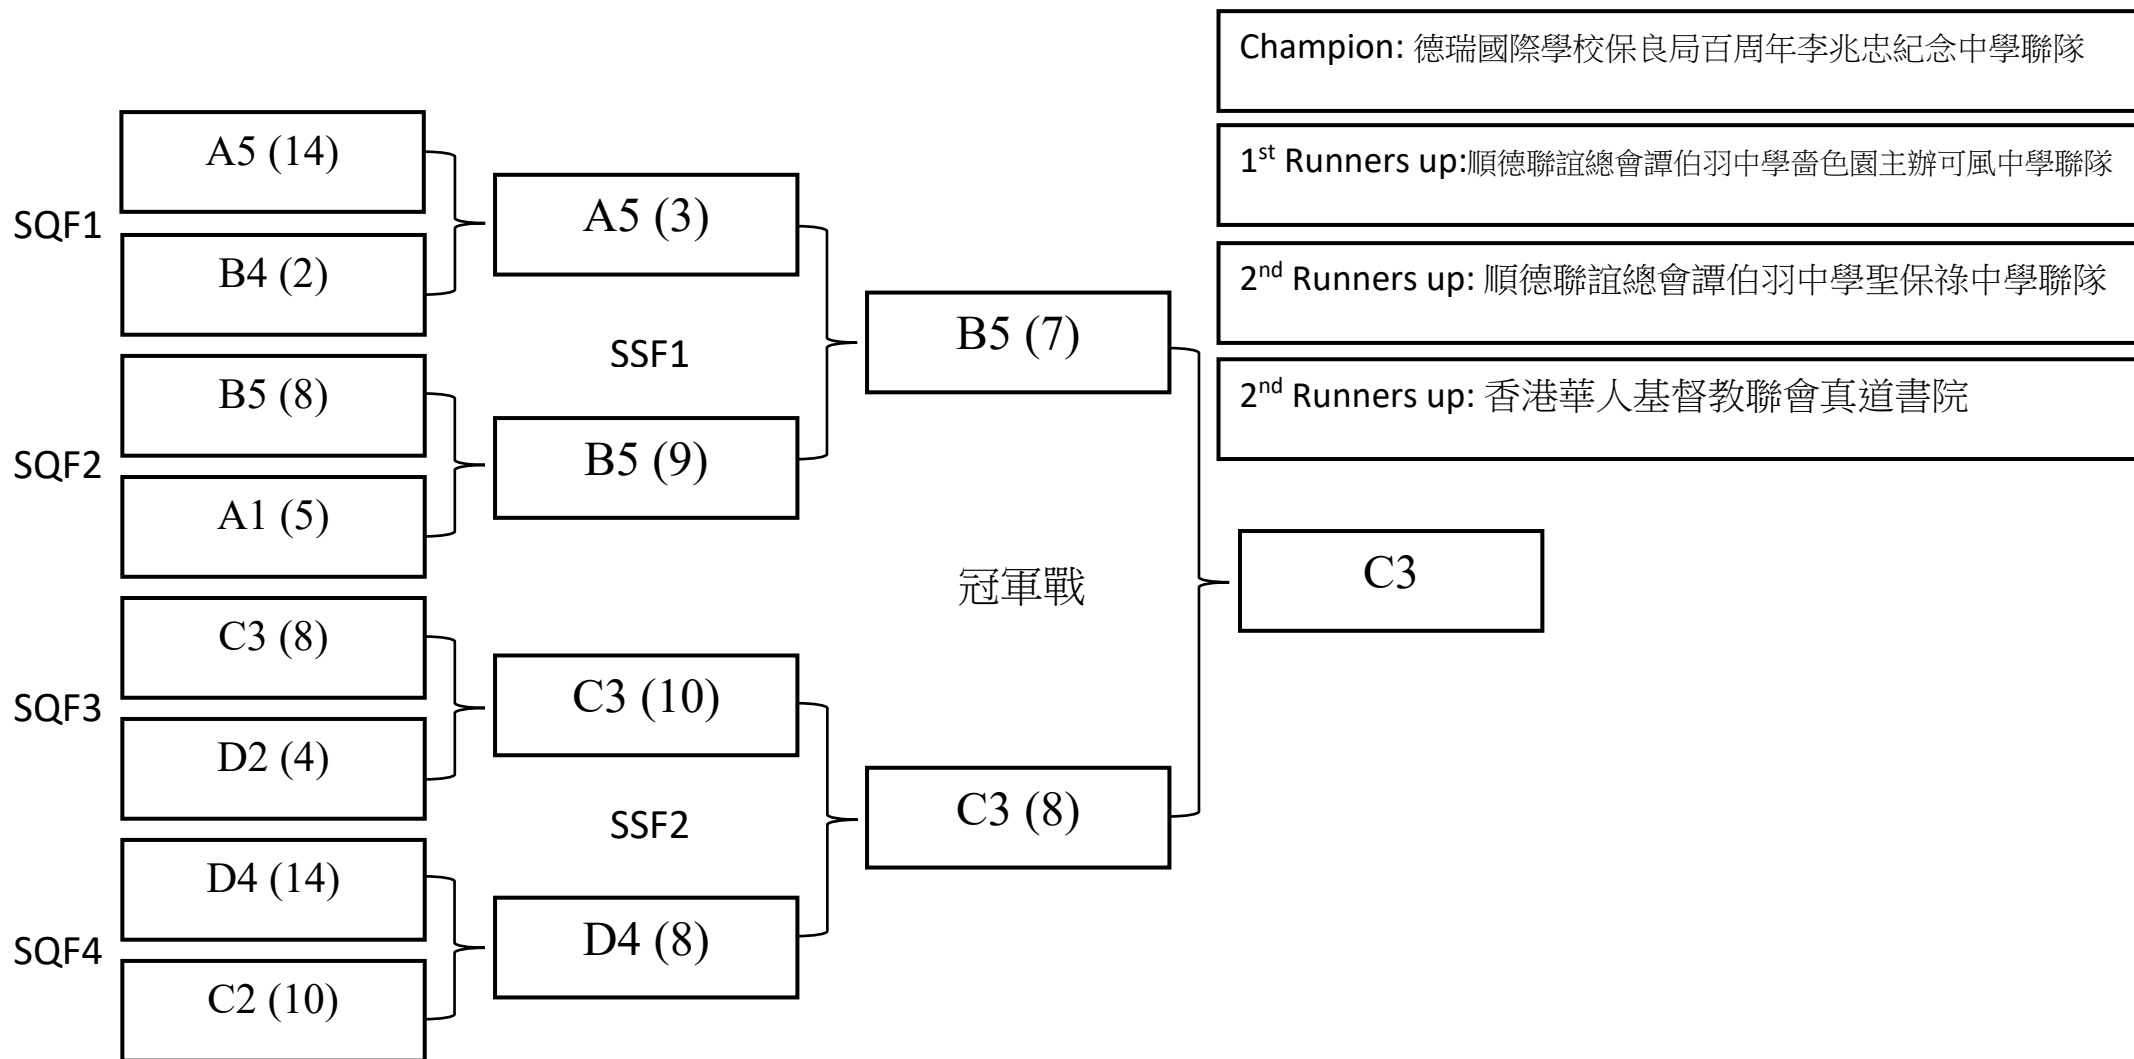 Champion: 德瑞國際學校保良局百周年李兆忠紀念中學聯隊
1st Runners up:順德聯誼總會譚伯羽中學嗇色園主辦可風中學聯隊
2nd Runners up: 順德聯誼總會譚伯羽中學聖保祿中學聯隊
2nd Runners up: 香港華人基督教聯會真道書院
SQF1
A5 (14)
B4 (2)
SQF2
B5 (8)
A1 (5)
SQF3
C3 (8)
D2 (4)
SQF4
D4 (14)
C2 (10)
A5 (3)
SSF1
B5 (9)
C3 (10)
SSF2
D4 (8)
B5 (7)
冠軍戰
C3 (8)
C3